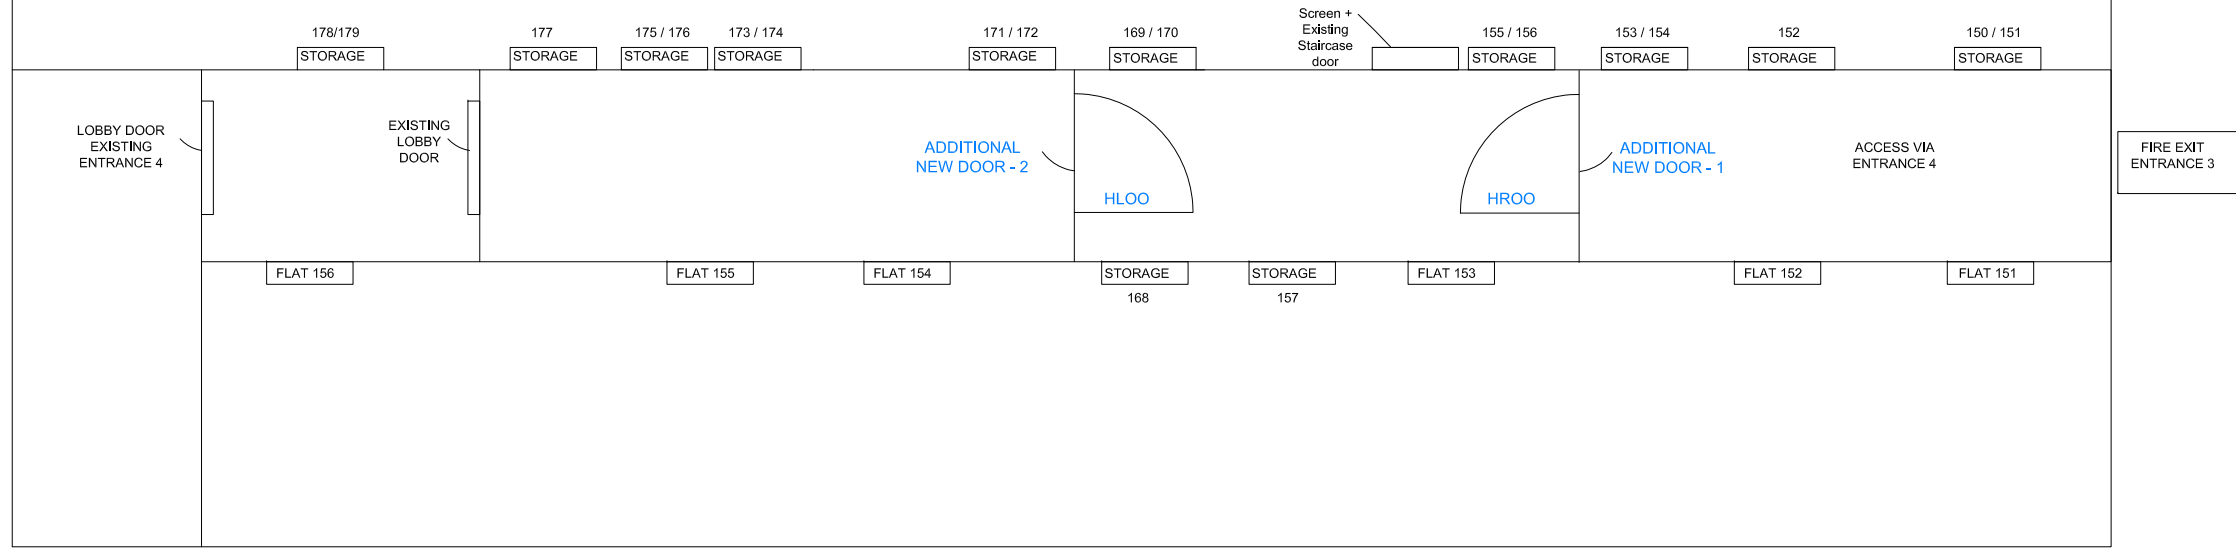 178/179
STORAGE
177
STORAGE
175 / 176
STORAGE
173 / 174
STORAGE
171 / 172
STORAGE
169 / 170
STORAGE
Screen +
Existing
Staircase
door
155 / 156
STORAGE
153 / 154
STORAGE
152
STORAGE
150 / 151
STORAGE
LOBBY DOOR
EXISTING
ENTRANCE 4
EXISTING
LOBBY
DOOR
ADDITIONAL
NEW DOOR - 2
HLOO
HROO
ADDITIONAL
NEW DOOR - 1
ACCESS VIA
ENTRANCE 4
FIRE EXIT
ENTRANCE 3
FLAT 156
FLAT 155
FLAT 154
STORAGE
168
STORAGE
157
FLAT 153
FLAT 152
FLAT 151